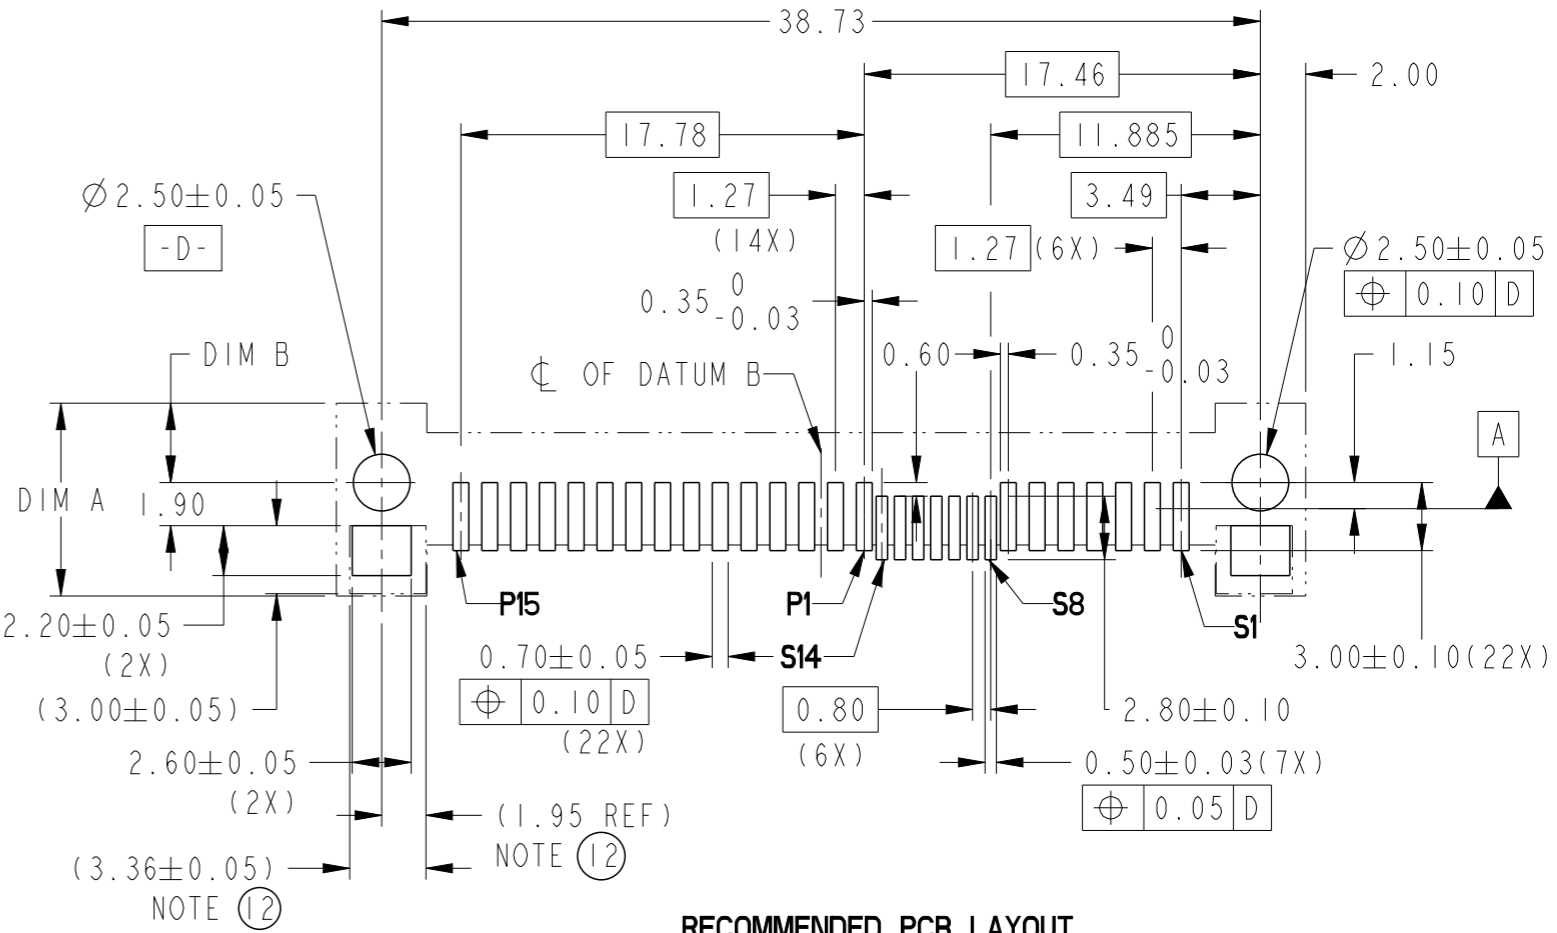 38.73
17.46
2.00
17.78
11.885
Ø2.50±0.05
1.27
3.49
-D-
(14X)
1.27 (6X)
Ø2.50±0.05
⌖ 0.10 D
0.35 0 -0.03
DIM B
0.60
0.35 0 -0.03
1.15
℄ OF DATUM B
A
DIM A
1.90
P15
P1
S8
S1
2.20±0.05
(2X)
0.70±0.05
S14
3.00±0.10(22X)
(3.00±0.05)
⌖ 0.10 D
(22X)
0.80
(6X)
2.80±0.10
2.60±0.05
(2X)
0.50±0.03(7X)
⌖ 0.05 D
(1.95 REF)
NOTE 12
(3.36±0.05)
NOTE 12
RECOMMENDED PCB LAYOUT